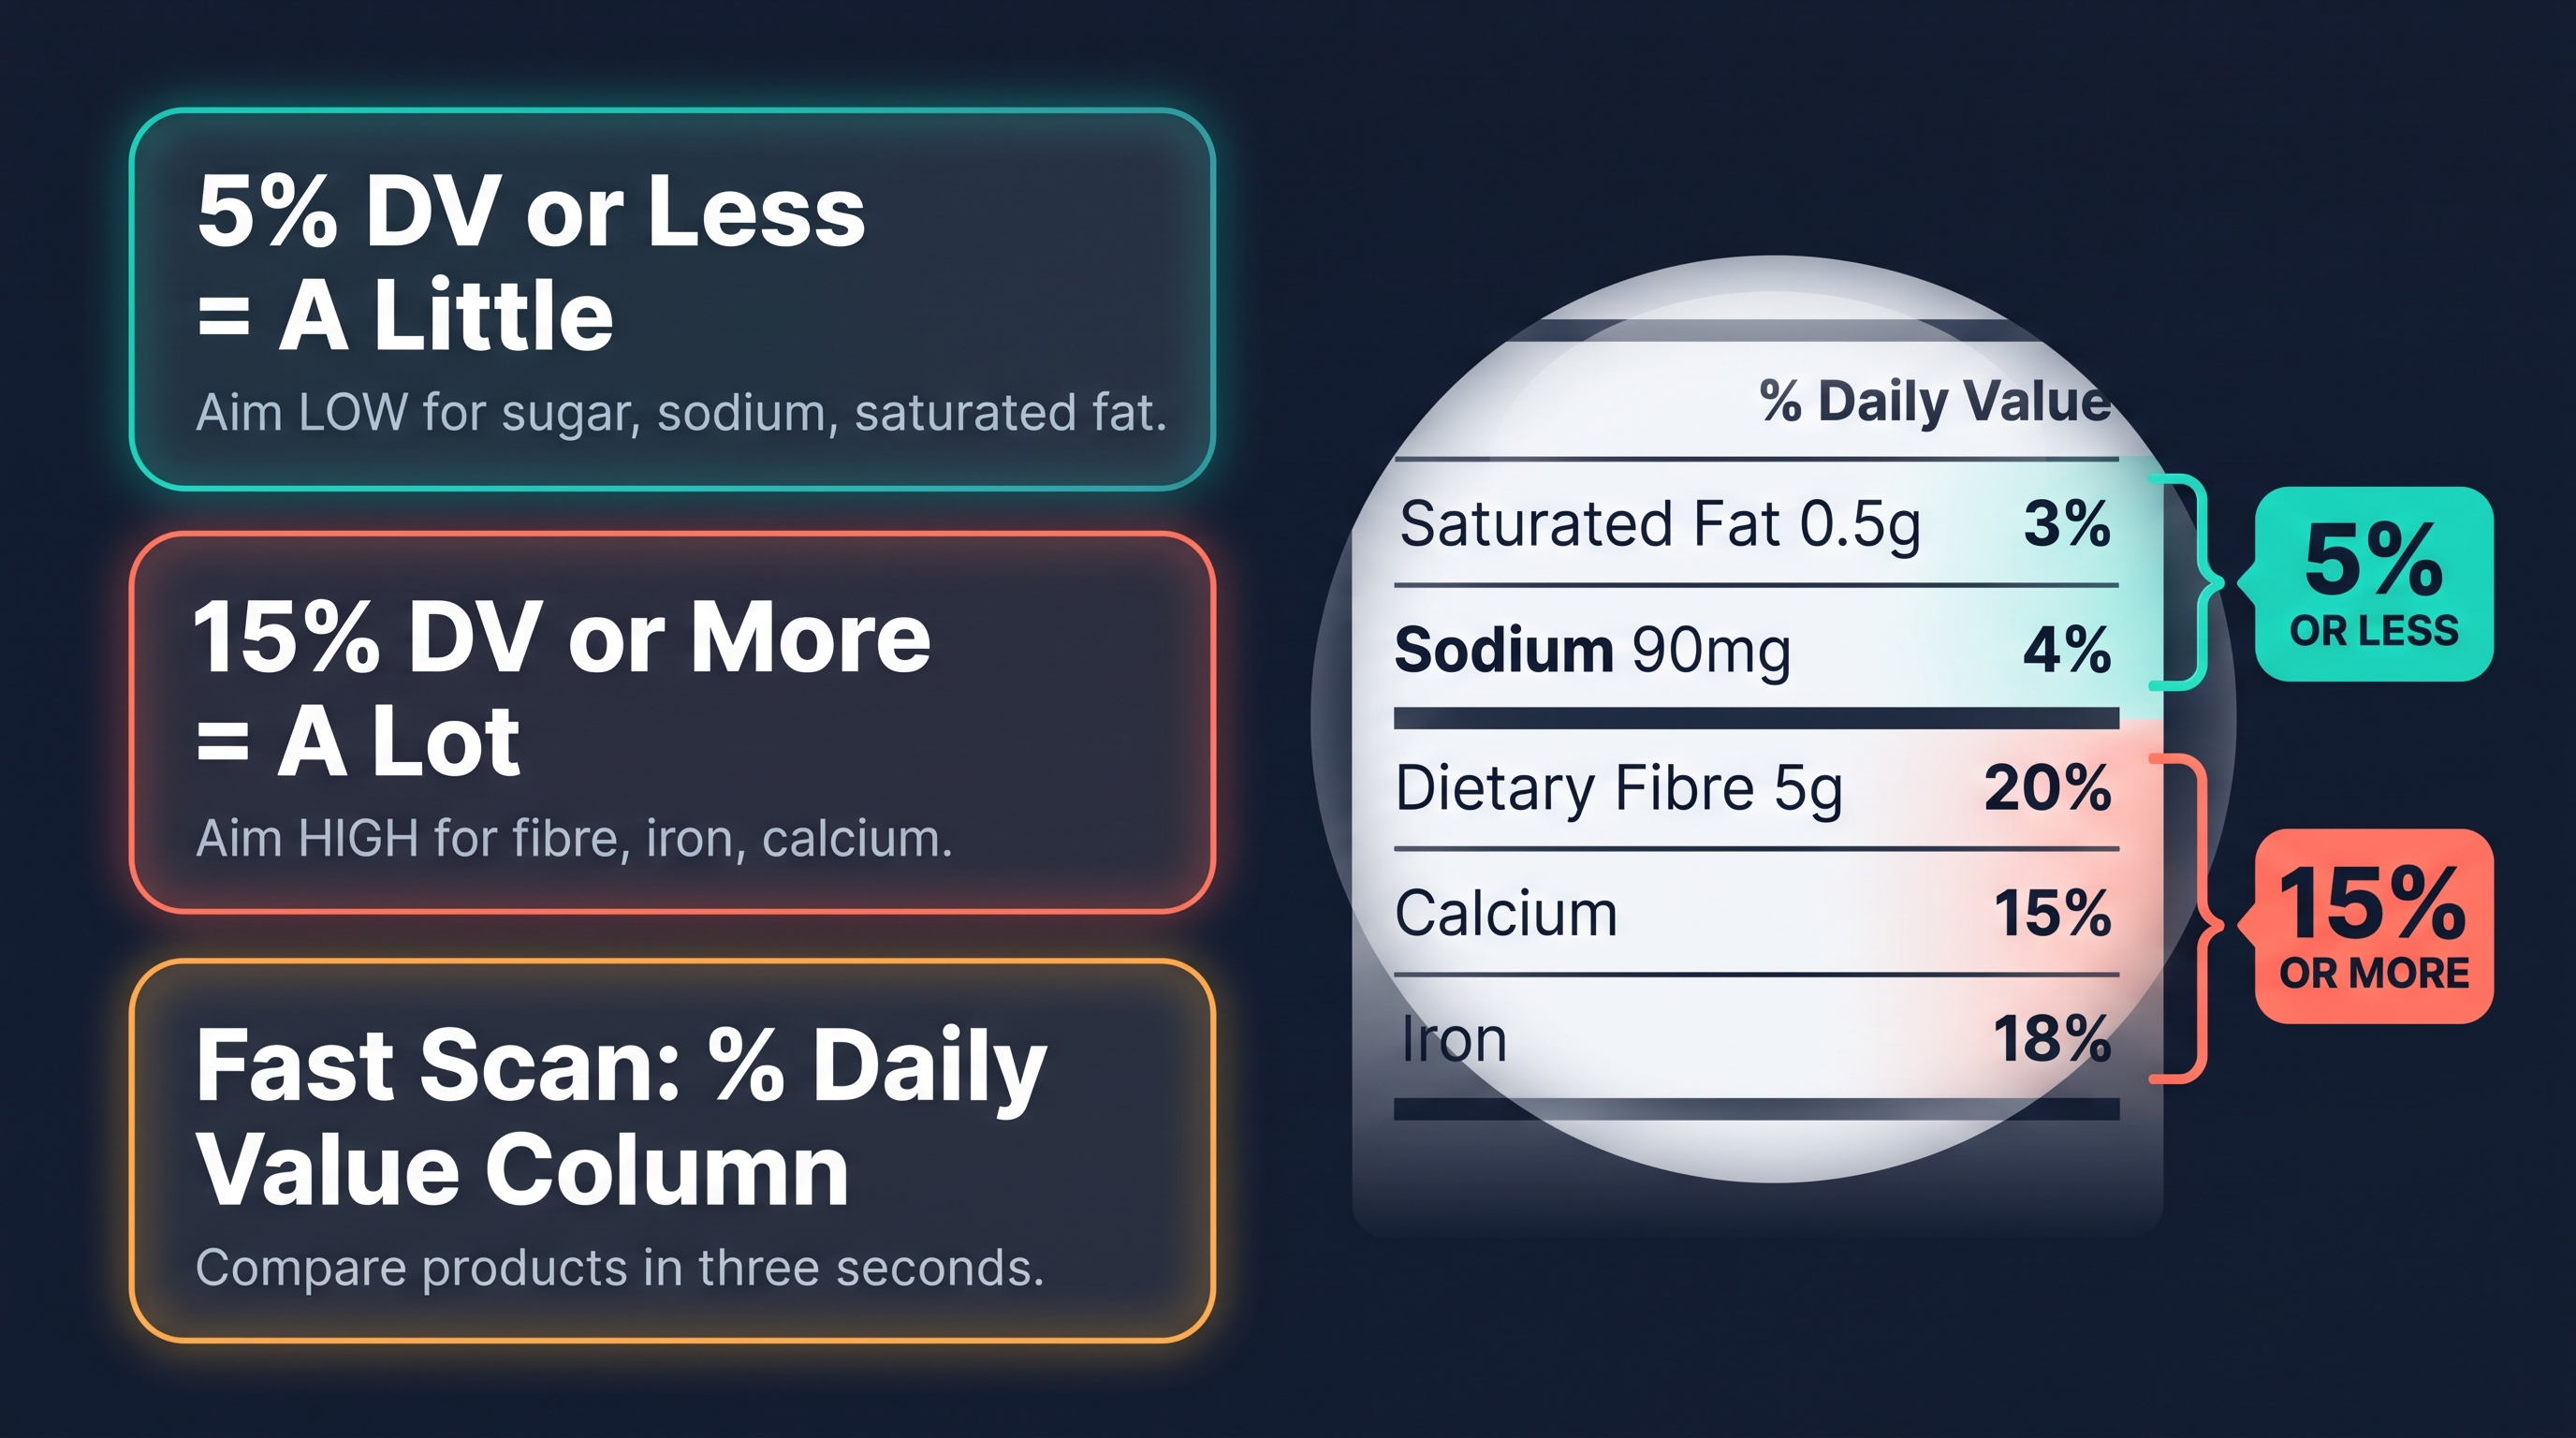 5% DV or Less
= A Little
Aim LOW for sugar, sodium, saturated fat.
15% DV or More
= A Lot
Aim HIGH for fibre, iron, calcium.
Fast Scan: % Daily
Value Column
Compare products in three seconds.
% Daily Value
Saturated Fat 0.5g 3%
Sodium 90mg 4%
Dietary Fibre 5g 20%
Calcium 15%
Iron 18%
5%
OR LESS
15%
OR MORE